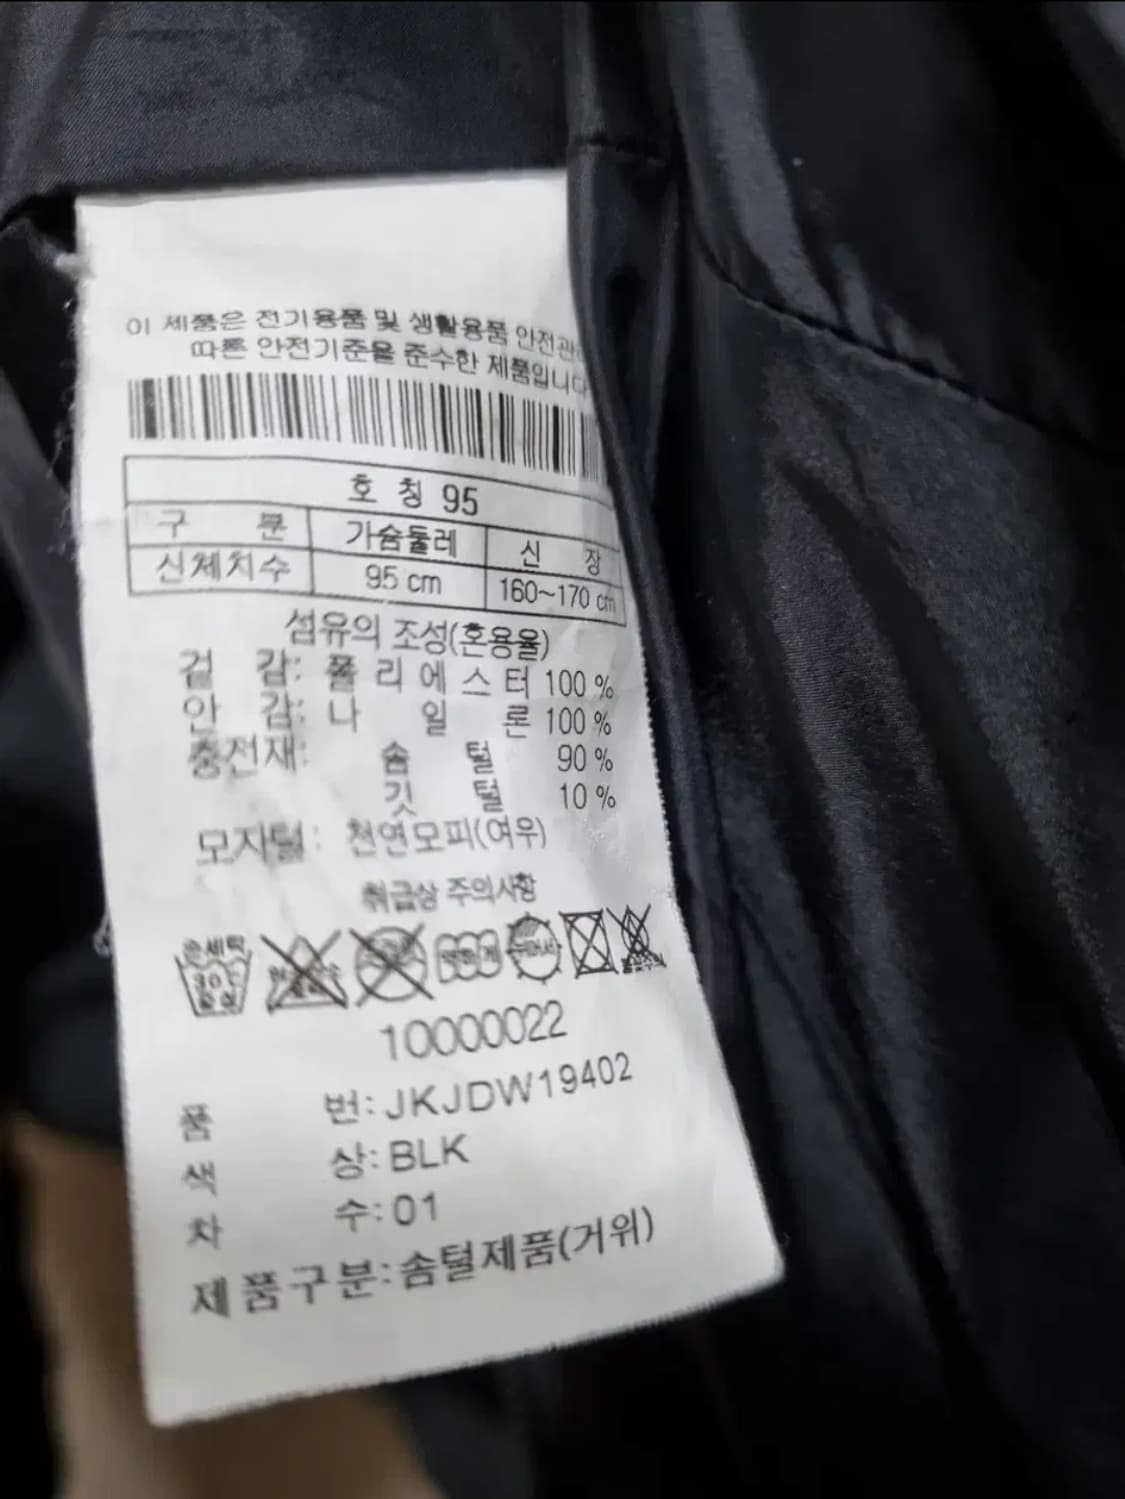 이 제품은 전기용품 및 생활용품 안전관
따른 안전기준을 준수한 제품입니다
호 칭 95
구 분 가슴둘레 신 장
신체치수 95 cm 160~170 cm
섬유의 조성(혼용율)
겉 감: 폴 리 에 스 터 100 %
안 감: 나 일 론 100 %
충전재: 솜 털 90 %
깃 털 10 %
모자털: 천연모피(여우)
취급상 주의사항
손세탁
30℃
중성
10000022
품 번: JKJDW19402
색 상: BLK
차 수: 01
제품구분: 솜털제품(거위)